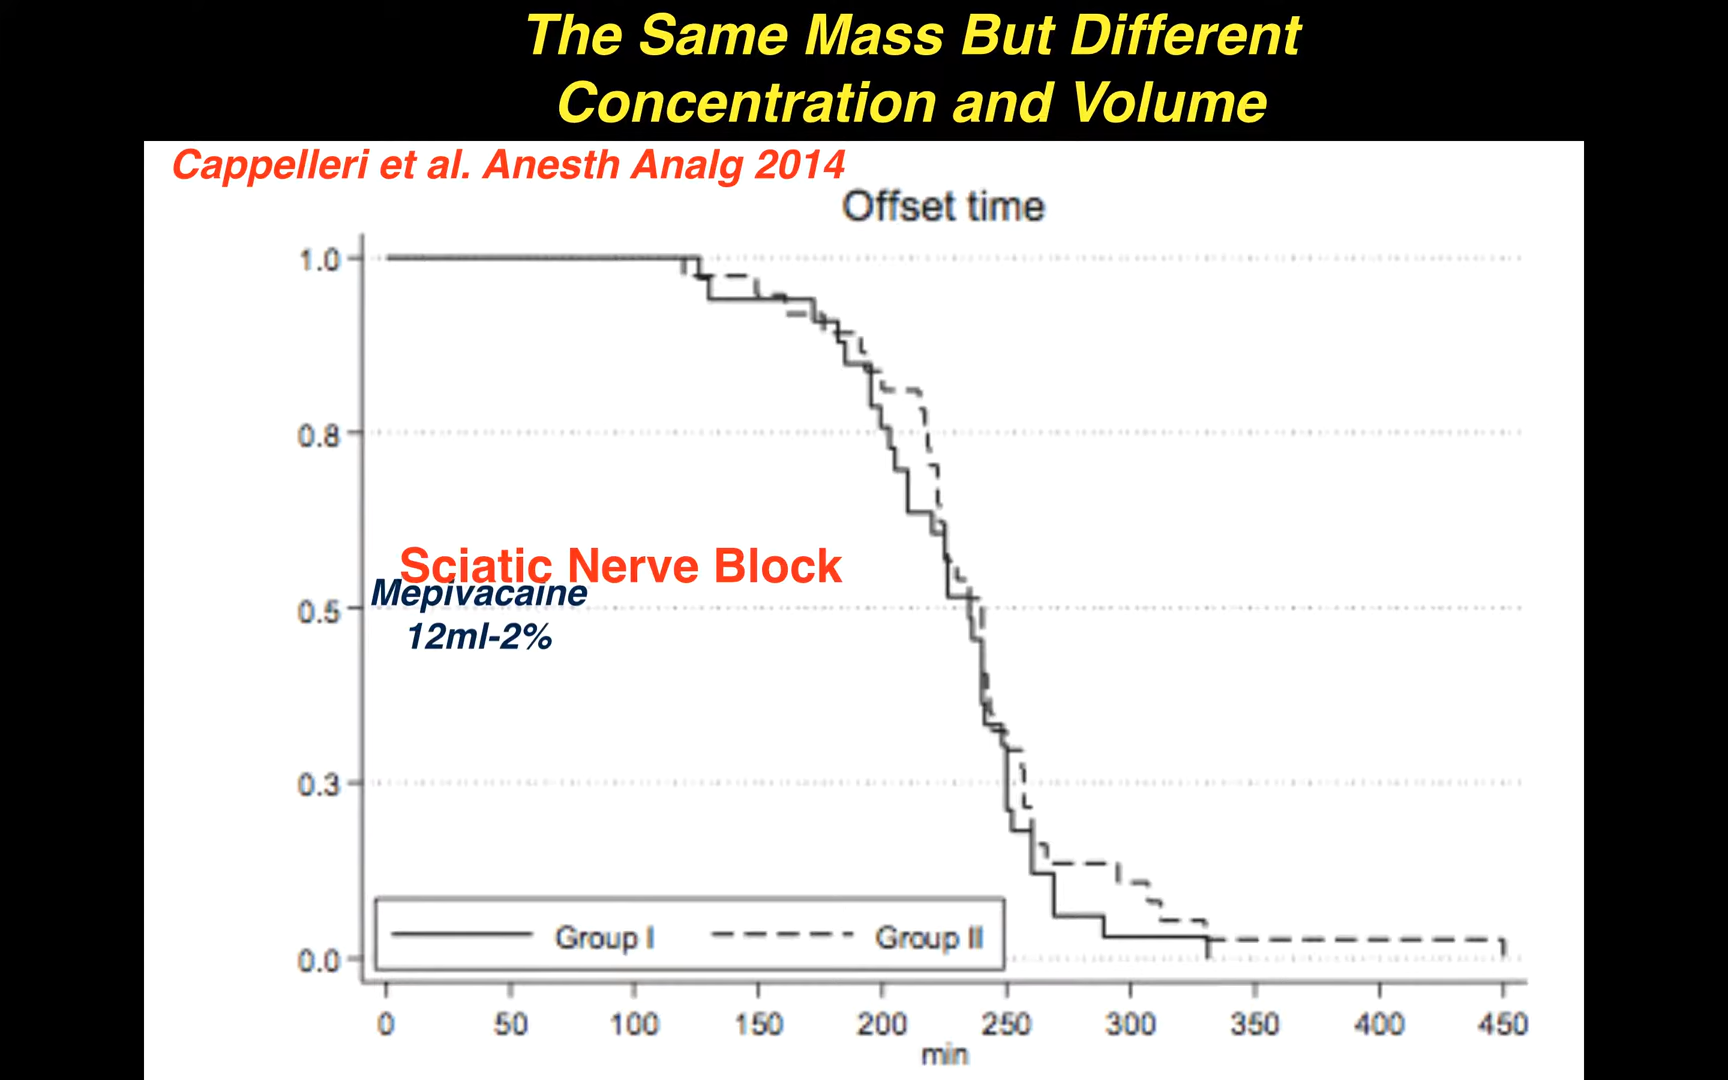 The Same Mass But Different
Concentration and Volume
Cappelleri et al. Anesth Analg 2014
Offset time
1.0
0.8
Sciatic Nerve Block
Mepivacaine
0.5
12ml-2%
0.3
Group I
Group II
0.0
0 50 100 150 200 250 300 350 400 450
min